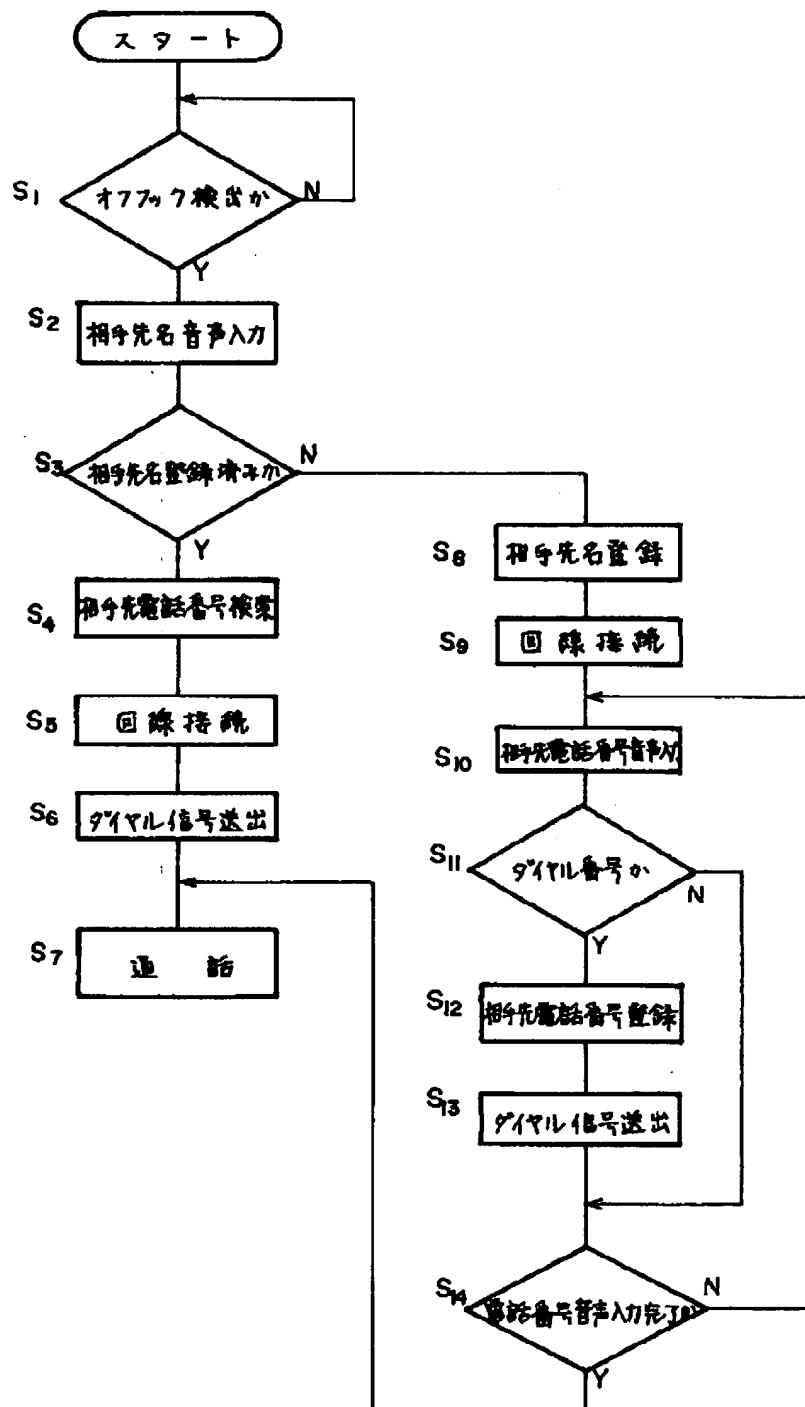 スタート
S1
オフフック検出か
N
Y
S2
相手先名音声入力
S3
相手先名登録済みか
N
Y
S4
相手先電話番号検索
S5
回線接続
S6
ダイヤル信号送出
S7
通話
S8
相手先名登録
S9
回線接続
S10
相手先電話番号音声入力
S11
ダイヤル番号か
N
Y
S12
相手先電話番号登録
S13
ダイヤル信号送出
S14
電話番号音声入力完了か
N
Y